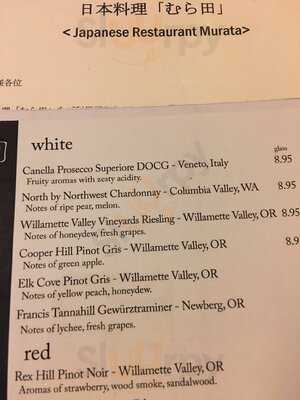 日本料理「むら田」
<Japanese Restaurant Murata>
各位
white
glass
Canella Prosecco Superiore DOCG - Veneto, Italy 8.95
Fruity aromas with zesty acidity.
North by Northwest Chardonnay - Columbia Valley, WA 8.95
Notes of ripe pear, melon.
Willamette Valley Vineyards Riesling - Willamette Valley, OR 8.95
Notes of honeydew, fresh grapes.
Cooper Hill Pinot Gris - Willamette Valley, OR 8.95
Notes of green apple.
Elk Cove Pinot Gris - Willamette Valley, OR
Notes of yellow peach, honeydew.
Francis Tannahill Gewürztraminer - Newberg, OR
Notes of lychee, fresh grapes.
red
Rex Hill Pinot Noir - Willamette Valley, OR
Aromas of strawberry, wood smoke, sandalwood.